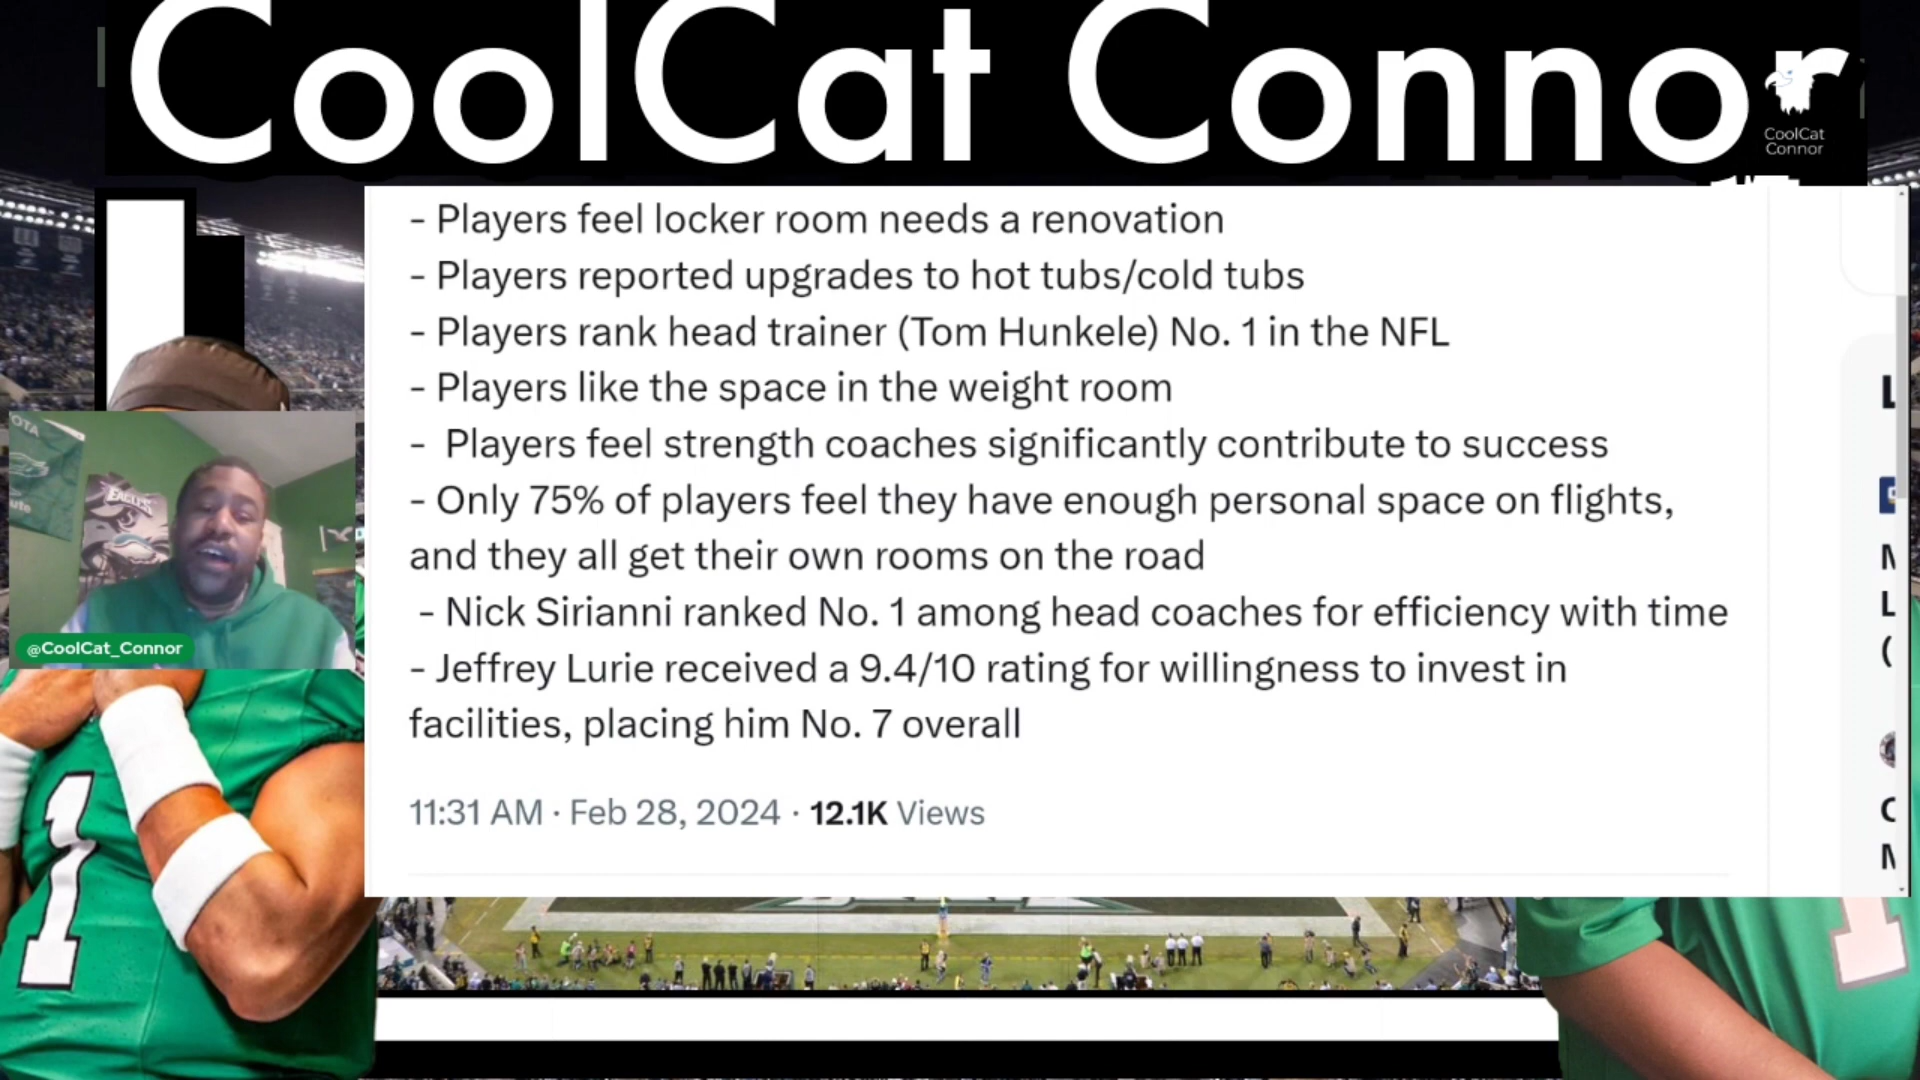 CoolCat Connor
CoolCat
Connor
- Players feel locker room needs a renovation
- Players reported upgrades to hot tubs/cold tubs
- Players rank head trainer (Tom Hunkele) No. 1 in the NFL
- Players like the space in the weight room
- Players feel strength coaches significantly contribute to success
- Only 75% of players feel they have enough personal space on flights,
and they all get their own rooms on the road
- Nick Sirianni ranked No. 1 among head coaches for efficiency with time
- Jeffrey Lurie received a 9.4/10 rating for willingness to invest in
facilities, placing him No. 7 overall
11:31 AM · Feb 28, 2024 · 12.1K Views
EAGLES
@CoolCat_Connor
1